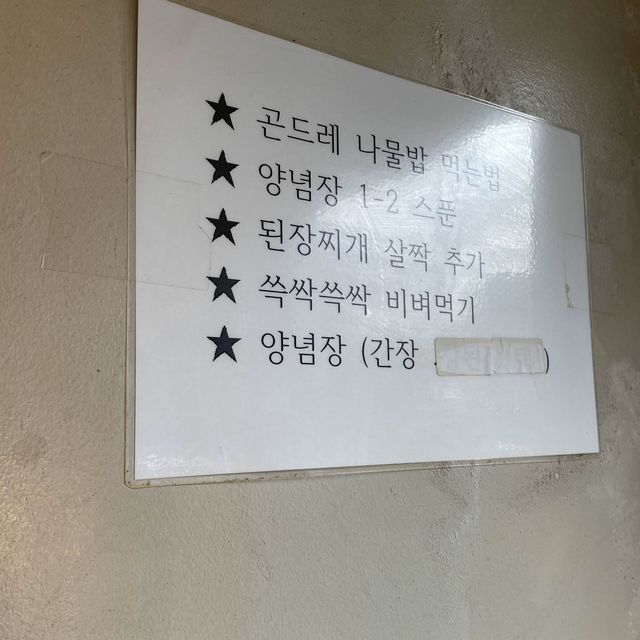 ★ 곤드레 나물밥 먹는법
★ 양념장 1-2 스푼
★ 된장찌개 살짝 추가
★ 쓱싹쓱싹 비벼먹기
★ 양념장 (간장 )